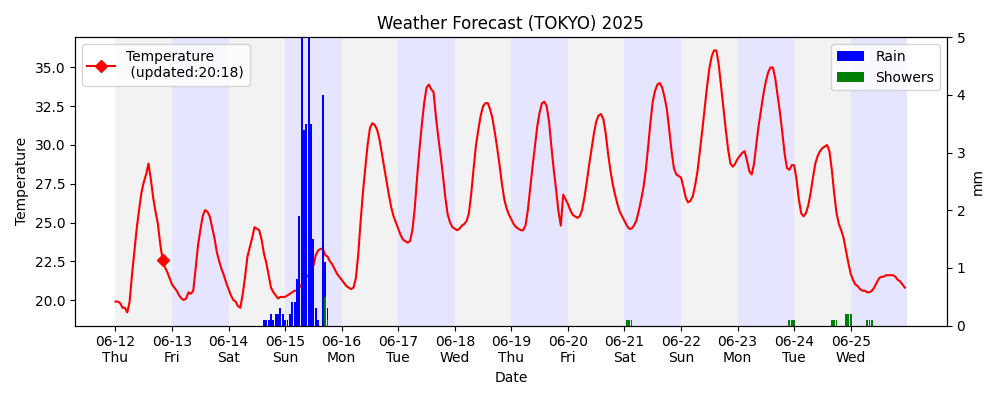 Weather Forecast (TOKYO) 2025
Temperature
(updated:20:18)
Rain
Showers
Temperature
35.0
32.5
30.0
27.5
25.0
22.5
20.0
5
4
3
2
1
0
mm
06-12 06-13 06-14 06-15 06-16 06-17 06-18 06-19 06-20 06-21 06-22 06-23 06-24 06-25
Thu Fri Sat Sun Mon Tue Wed Thu Fri Sat Sun Mon Tue Wed
Date